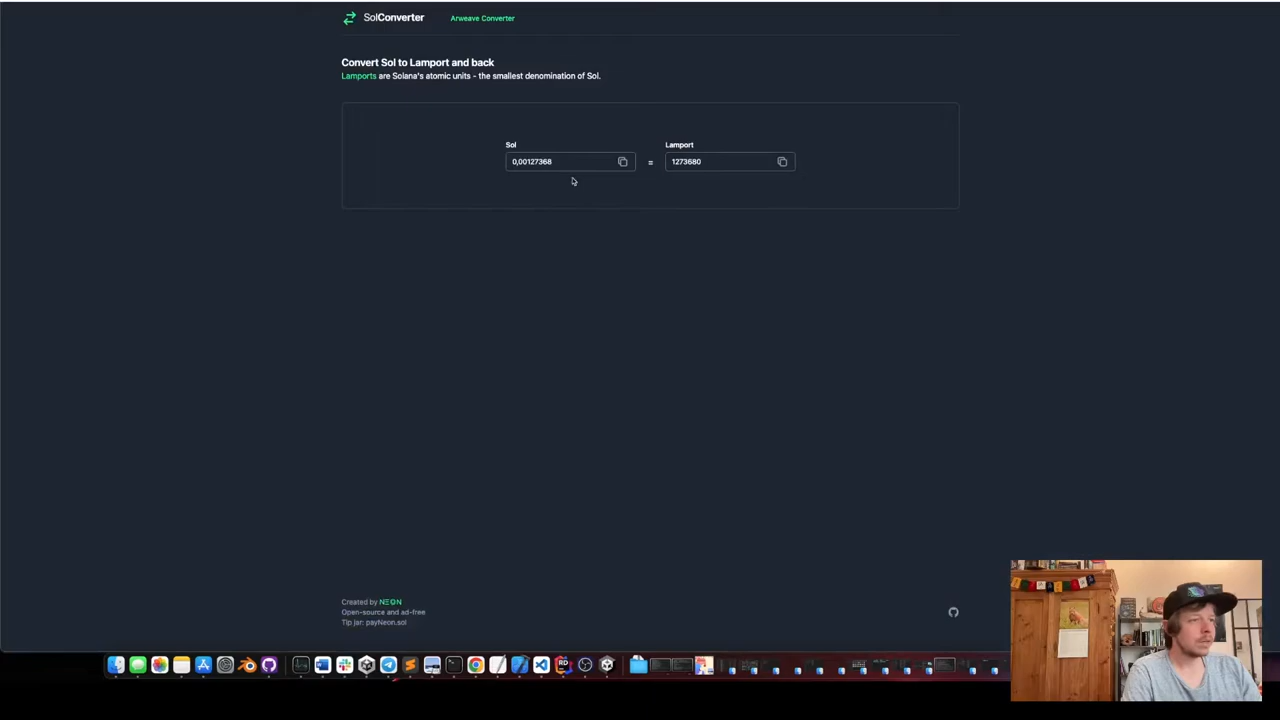 SolConverter
Arweave Converter
Convert Sol to Lamport and back
Lamports are Solana's atomic units - the smallest denomination of Sol.
Sol
Lamport
0,00127368
=
1273680
Created by NEON
Open-source and ad-free
Tip jar: payNeon.sol
RD